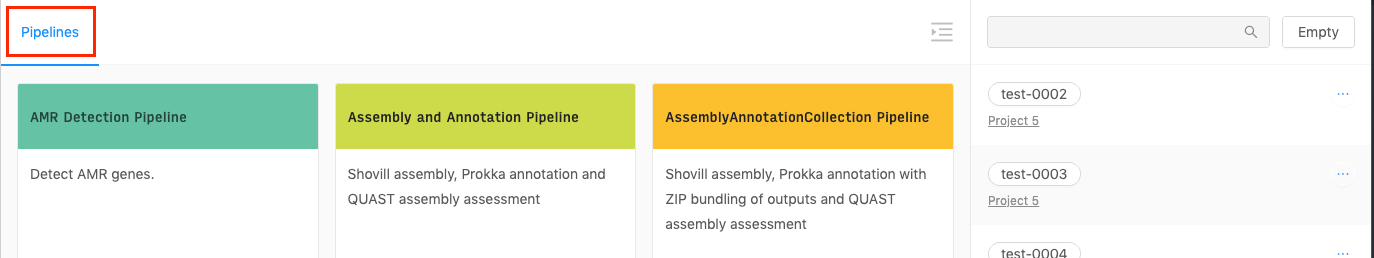 Pipelines
Empty
AMR Detection Pipeline
Detect AMR genes.
Assembly and Annotation Pipeline
Shovill assembly, Prokka annotation and
QUAST assembly assessment
AssemblyAnnotationCollection Pipeline
Shovill assembly, Prokka annotation with
ZIP bundling of outputs and QUAST
assembly assessment
test-0002
Project 5
test-0003
Project 5
test-0004